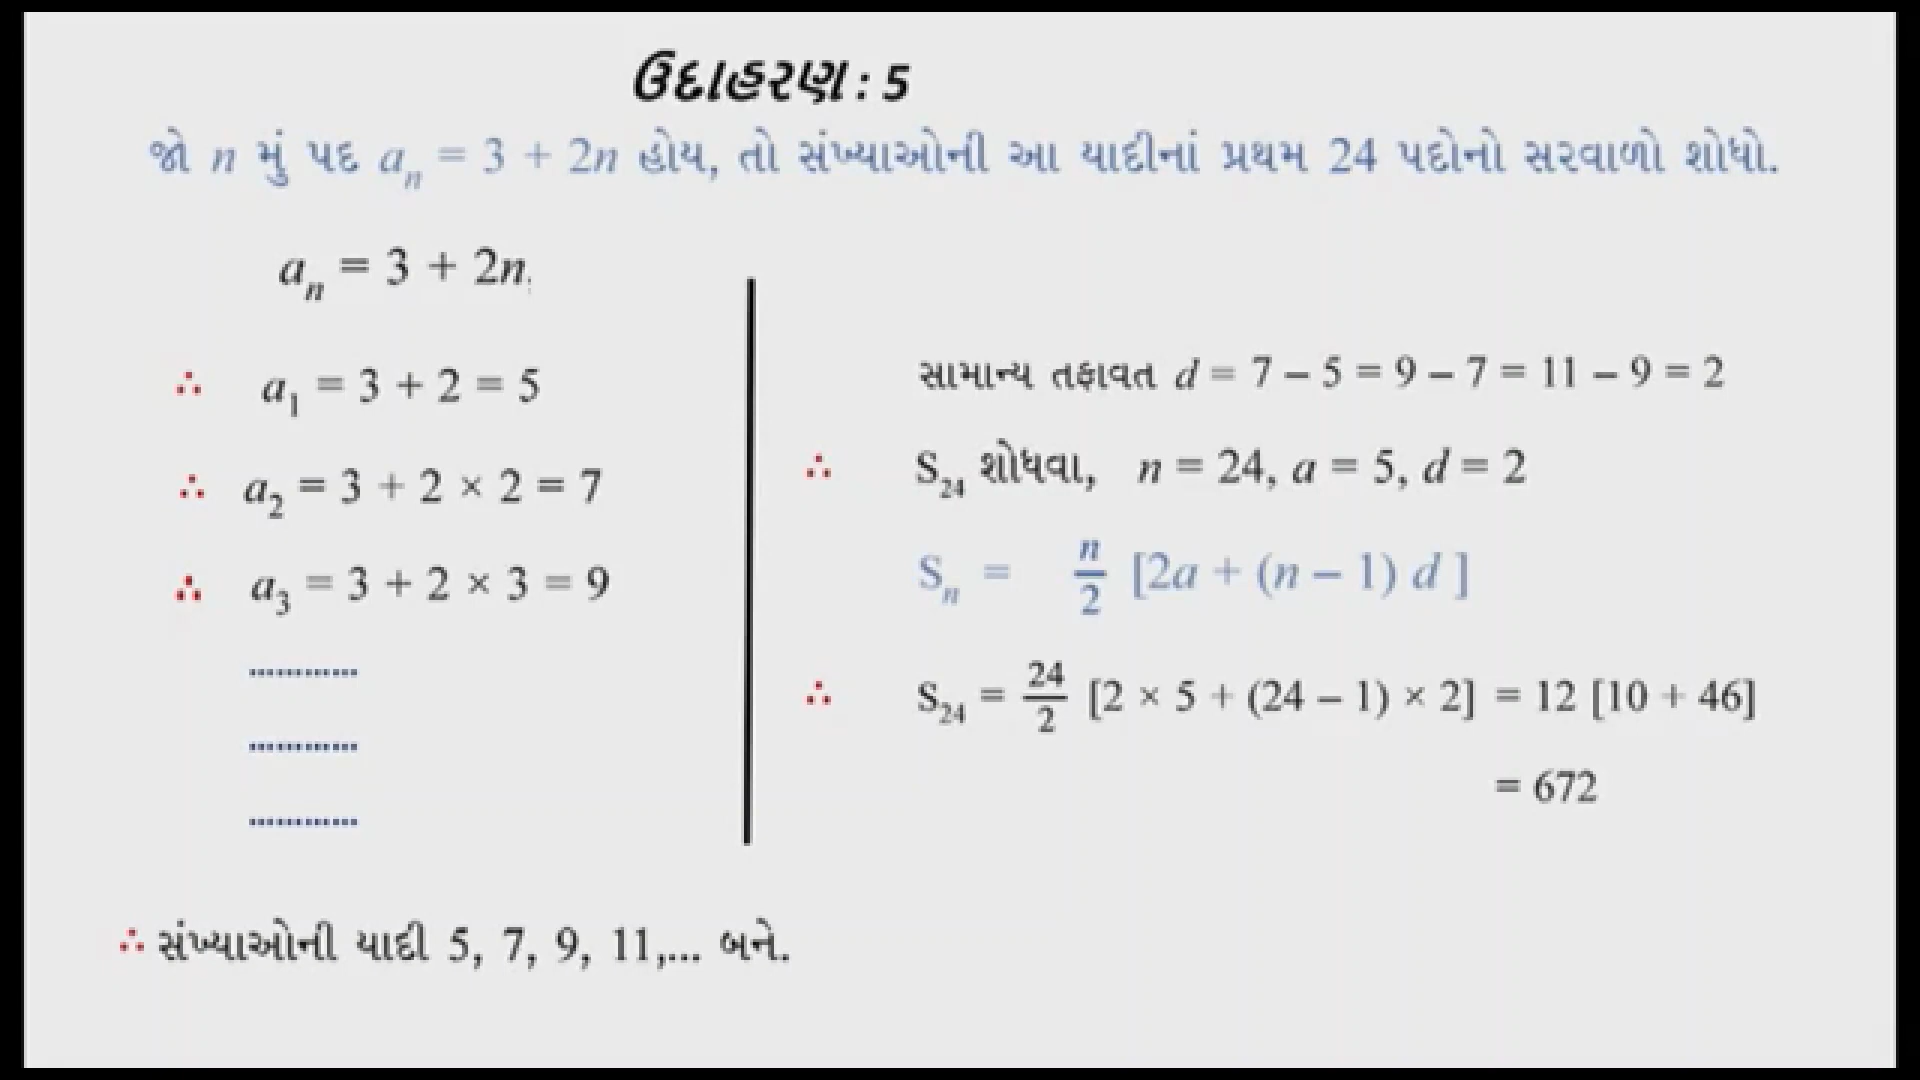 ઉદાહરણ : 5
જો n મું પદ aₙ = 3 + 2n હોય, તો સંખ્યાઓની આ યાદીનાં પ્રથમ 24 પદોનો સરવાળો શોધો.
aₙ = 3 + 2n
∴ a₁ = 3 + 2 = 5
∴ a₂ = 3 + 2 × 2 = 7
∴ a₃ = 3 + 2 × 3 = 9
............
............
............
∴ સંખ્યાઓની યાદી 5, 7, 9, 11,... બને.
સામાન્ય તફાવત d = 7 – 5 = 9 – 7 = 11 – 9 = 2
∴ S₂₄ શોધવા, n = 24, a = 5, d = 2
Sₙ = n/2 [2a + (n – 1) d ]
∴ S₂₄ = 24/2 [2 × 5 + (24 – 1) × 2] = 12 [10 + 46]
= 672